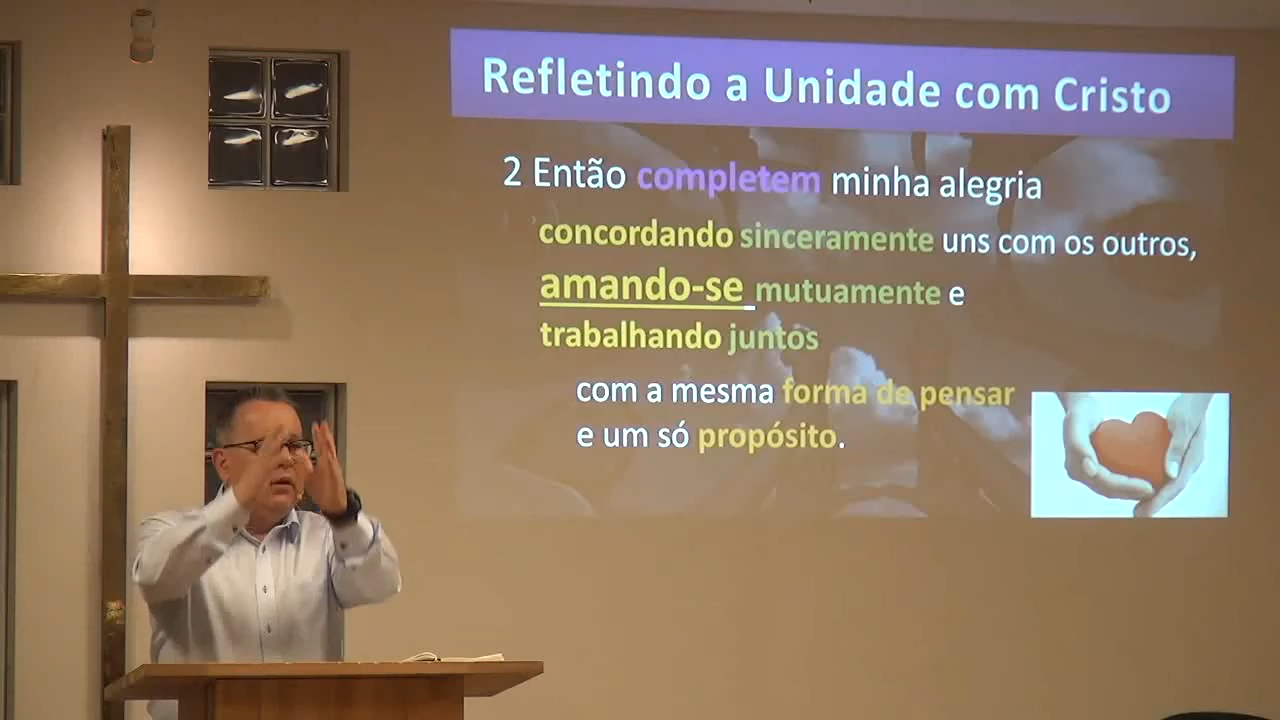 Refletindo a Unidade com Cristo
2 Então completem minha alegria
concordando sinceramente uns com os outros,
amando-se mutuamente e
trabalhando juntos
com a mesma forma de pensar
e um só propósito.